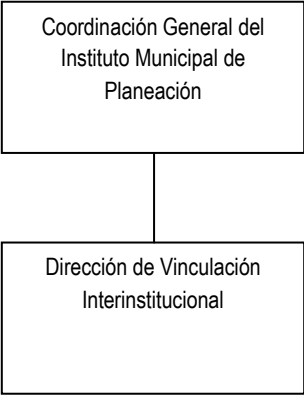 Coordinación General del
Instituto Municipal de
Planeación
Dirección de Vinculación
Interinstitucional